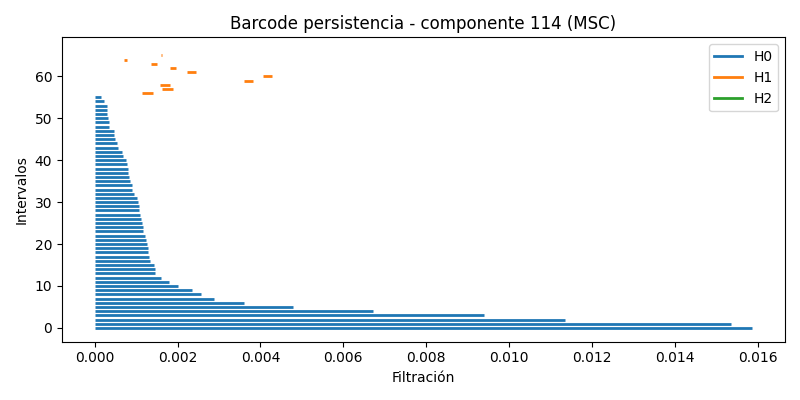 Barcode persistencia - componente 114 (MSC)
H0
H1
H2
Intervalos
60
50
40
30
20
10
0
0.000 0.002 0.004 0.006 0.008 0.010 0.012 0.014 0.016
Filtración